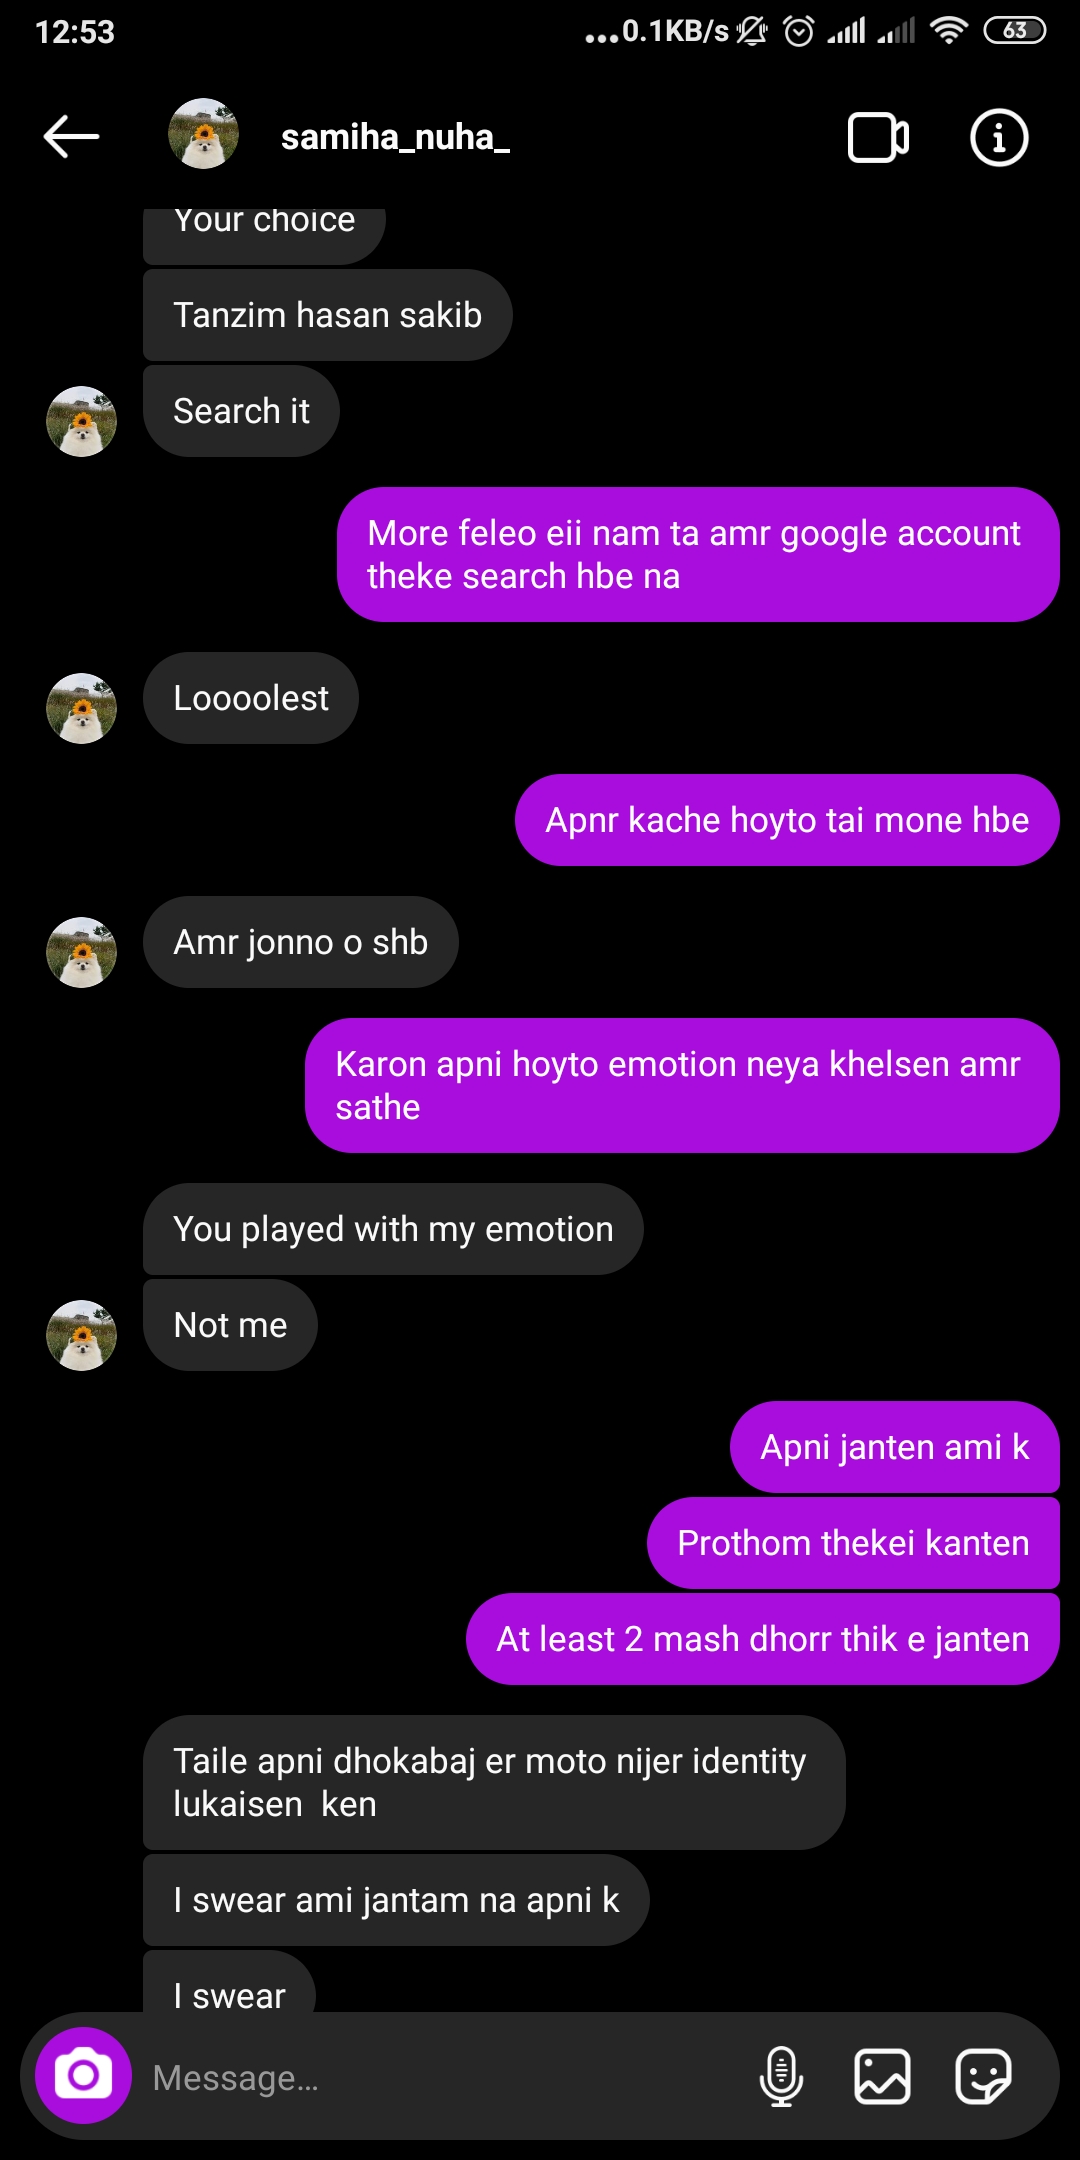 12:53
...0.1KB/s
63
samiha_nuha_
Your choice
Tanzim hasan sakib
Search it
More feleo eii nam ta amr google account
theke search hbe na
Loooolest
Apnr kache hoyto tai mone hbe
Amr jonno o shb
Karon apni hoyto emotion neya khelsen amr
sathe
You played with my emotion
Not me
Apni janten ami k
Prothom thekei kanten
At least 2 mash dhorr thik e janten
Taile apni dhokabaj er moto nijer identity
lukaisen  ken
I swear ami jantam na apni k
I swear
Message...